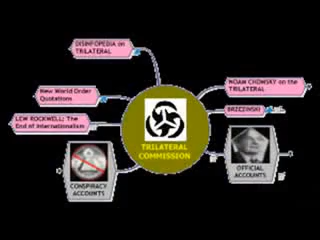 DISINFOPEDIA on
TRILATERAL
New World Order
Quotations
LEW ROCKWELL: The
End of Internationalism
CONSPIRACY
ACCOUNTS
TRILATERAL
COMMISSION
NOAM CHOMSKY on the
TRILATERAL
BRZEZINSKI
OFFICIAL
ACCOUNTS